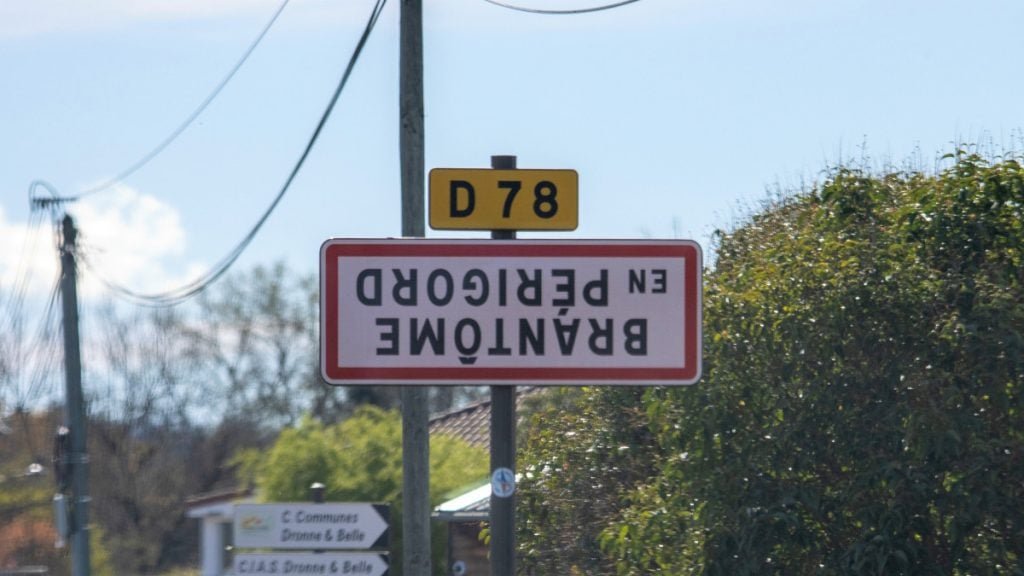 D 78
BRANTÔME
EN PÉRIGORD
C. Communes
Dronne & Belle
C.I.A.S. Dronne & Belle